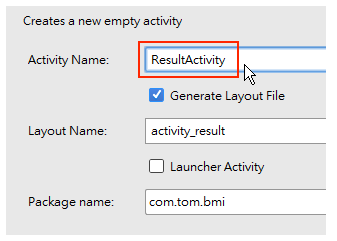 Creates a new empty activity
Activity Name: ResultActivity
Generate Layout File
Layout Name: activity_result
Launcher Activity
Package name: com.tom.bmi